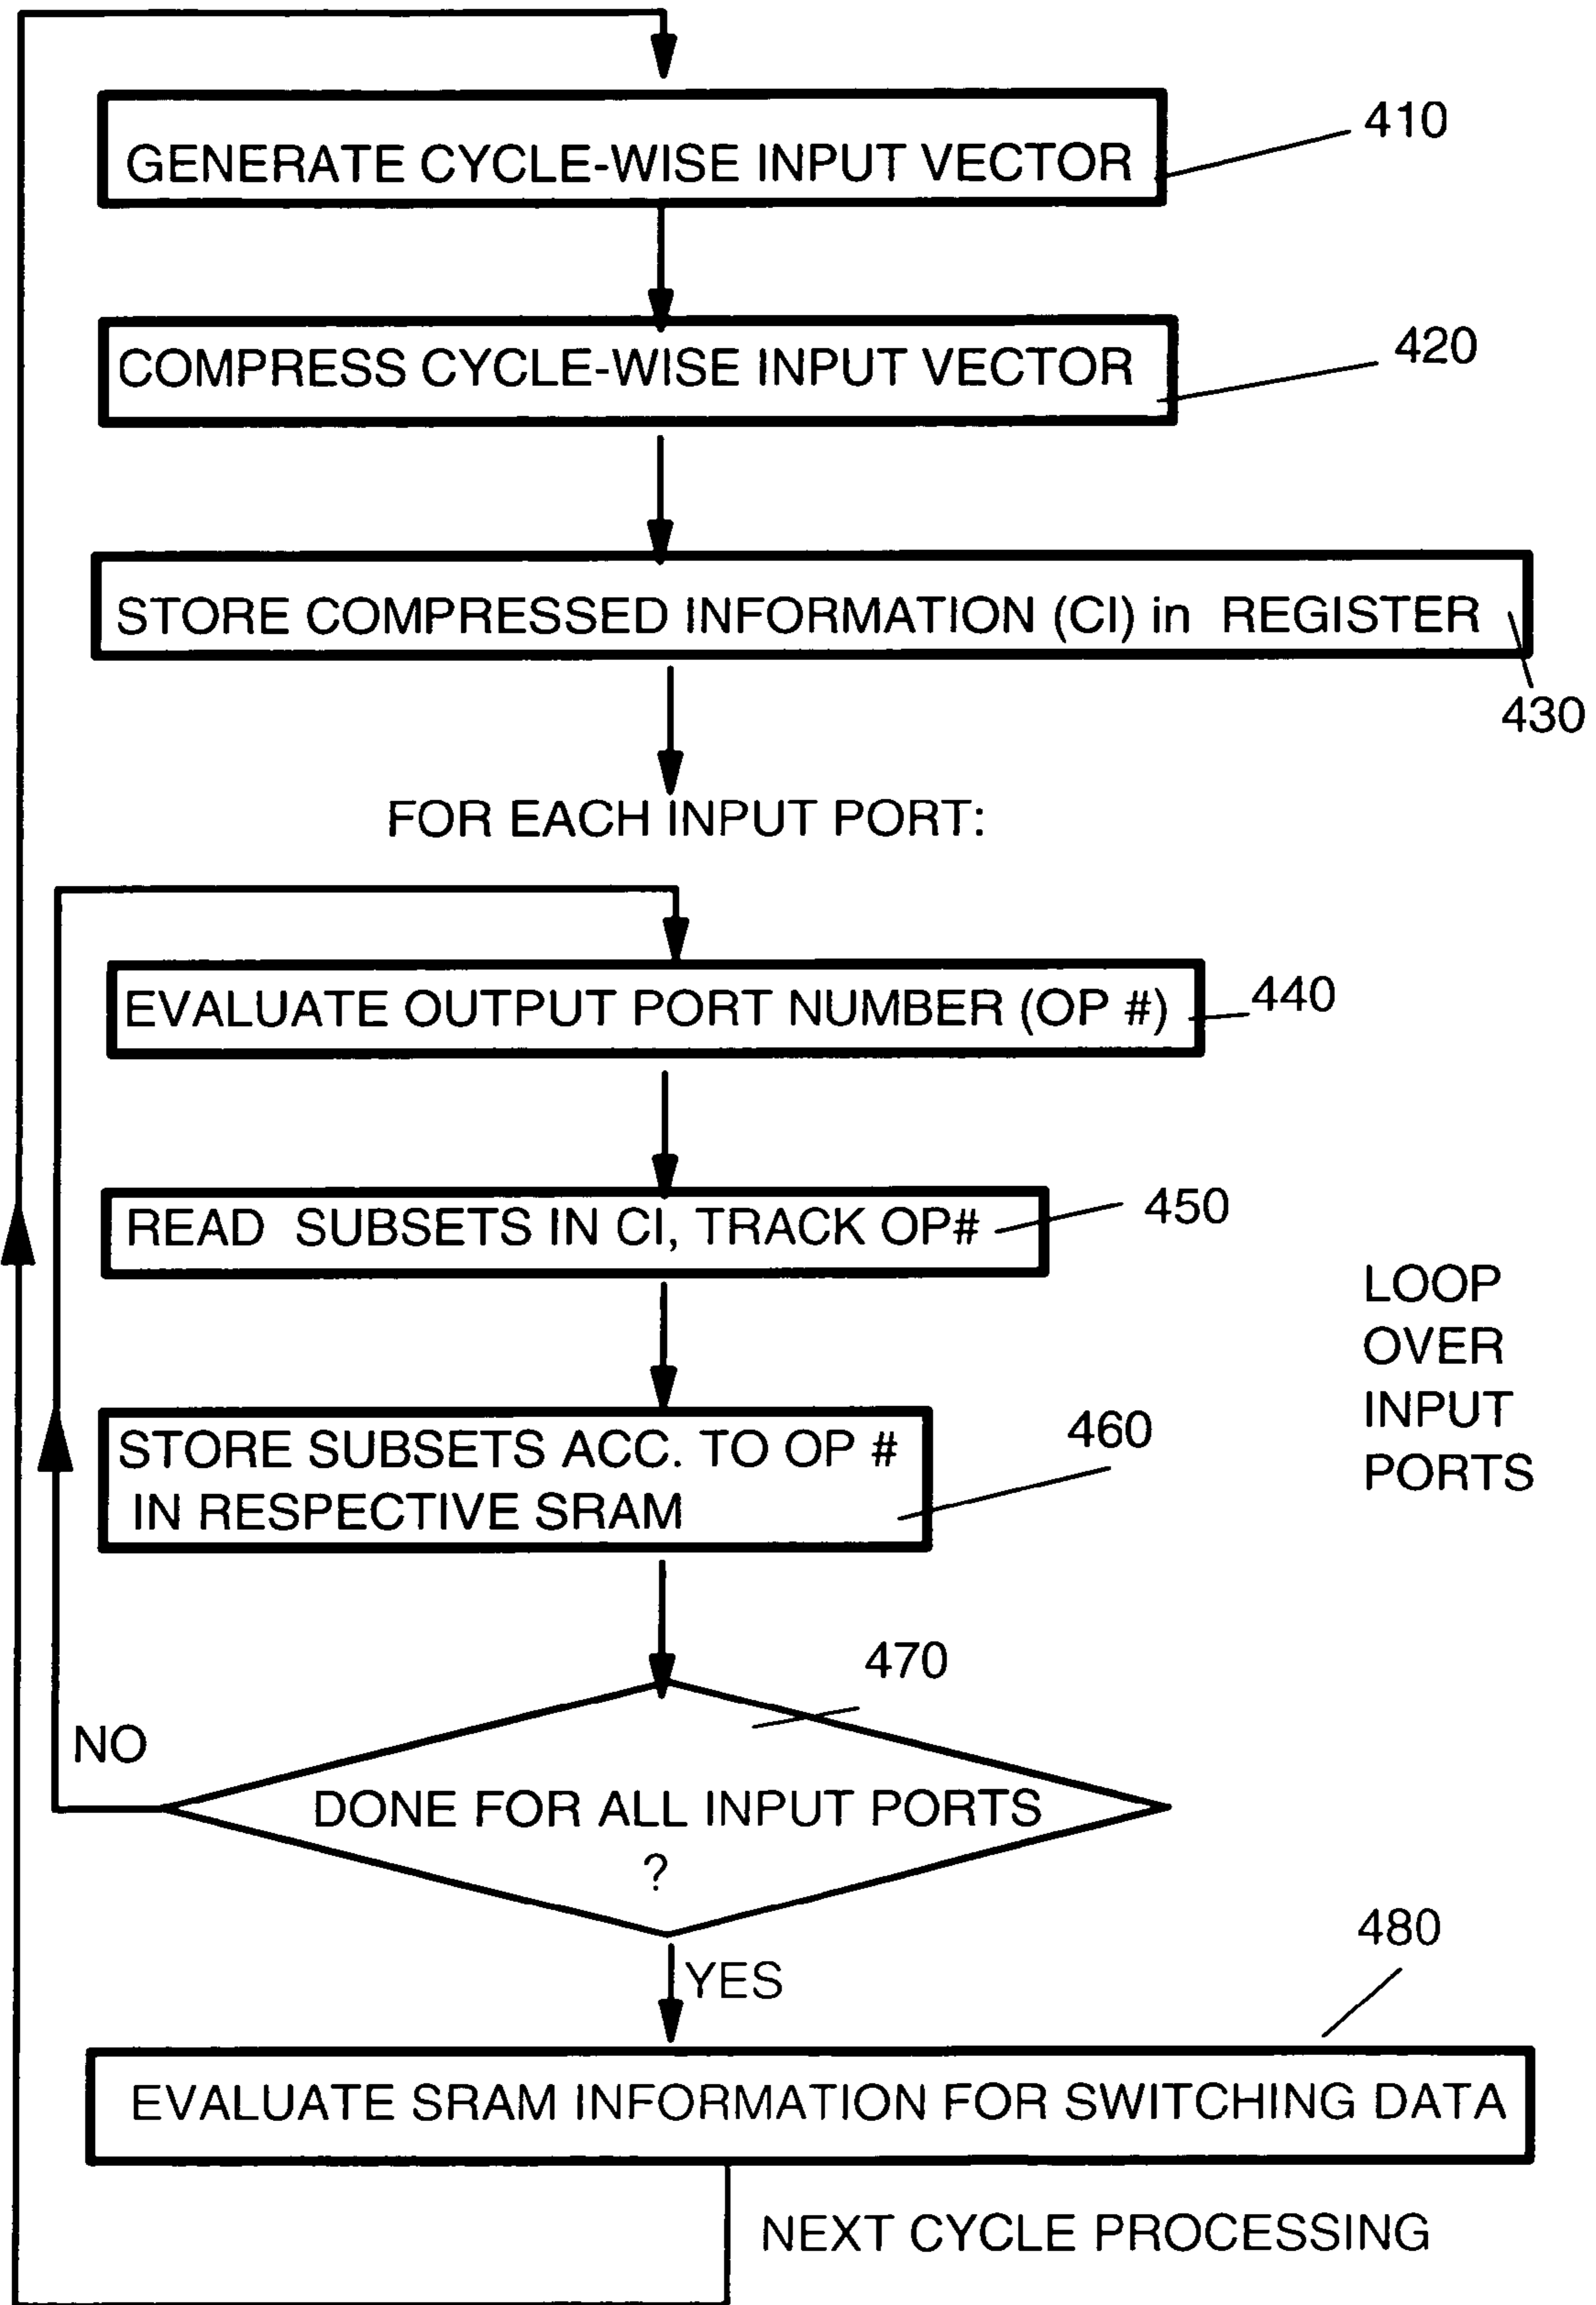 410
GENERATE CYCLE-WISE INPUT VECTOR
420
COMPRESS CYCLE-WISE INPUT VECTOR
STORE COMPRESSED INFORMATION (CI) in REGISTER
430
FOR EACH INPUT PORT:
EVALUATE OUTPUT PORT NUMBER (OP #)
440
READ SUBSETS IN CI, TRACK OP#
450
LOOP
OVER
INPUT
PORTS
STORE SUBSETS ACC. TO OP #
IN RESPECTIVE SRAM
460
470
NO
DONE FOR ALL INPUT PORTS
?
480
YES
EVALUATE SRAM INFORMATION FOR SWITCHING DATA
NEXT CYCLE PROCESSING